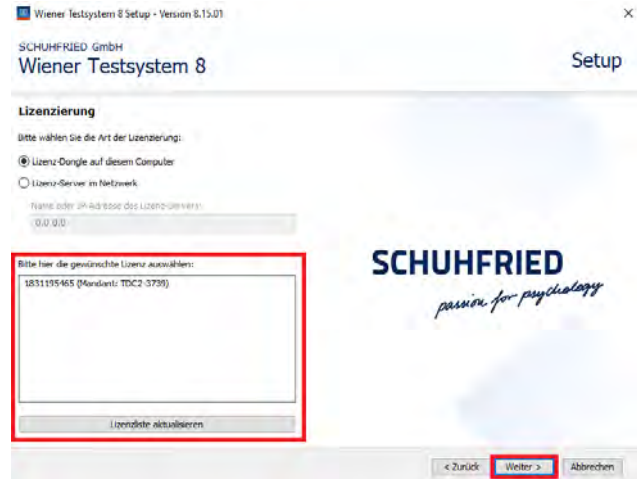 Wiener Testsystem 8 Setup - Version 8.15.01
SCHUHFRIED GmbH
Wiener Testsystem 8
Setup
Lizenzierung
Bitte wählen Sie die Art der Lizenzierung:
Lizenz-Dongle auf diesem Computer
Lizenz-Server im Netzwerk
Name oder IP-Adresse des Lizenz-Servers:
0.0.0.0
Bitte hier die gewünschte Lizenz auswählen:
1831195465 (Mandant: TDC2-3739)
Lizenzliste aktualisieren
SCHUHFRIED
passion for psychology
< Zurück
Weiter >
Abbrechen